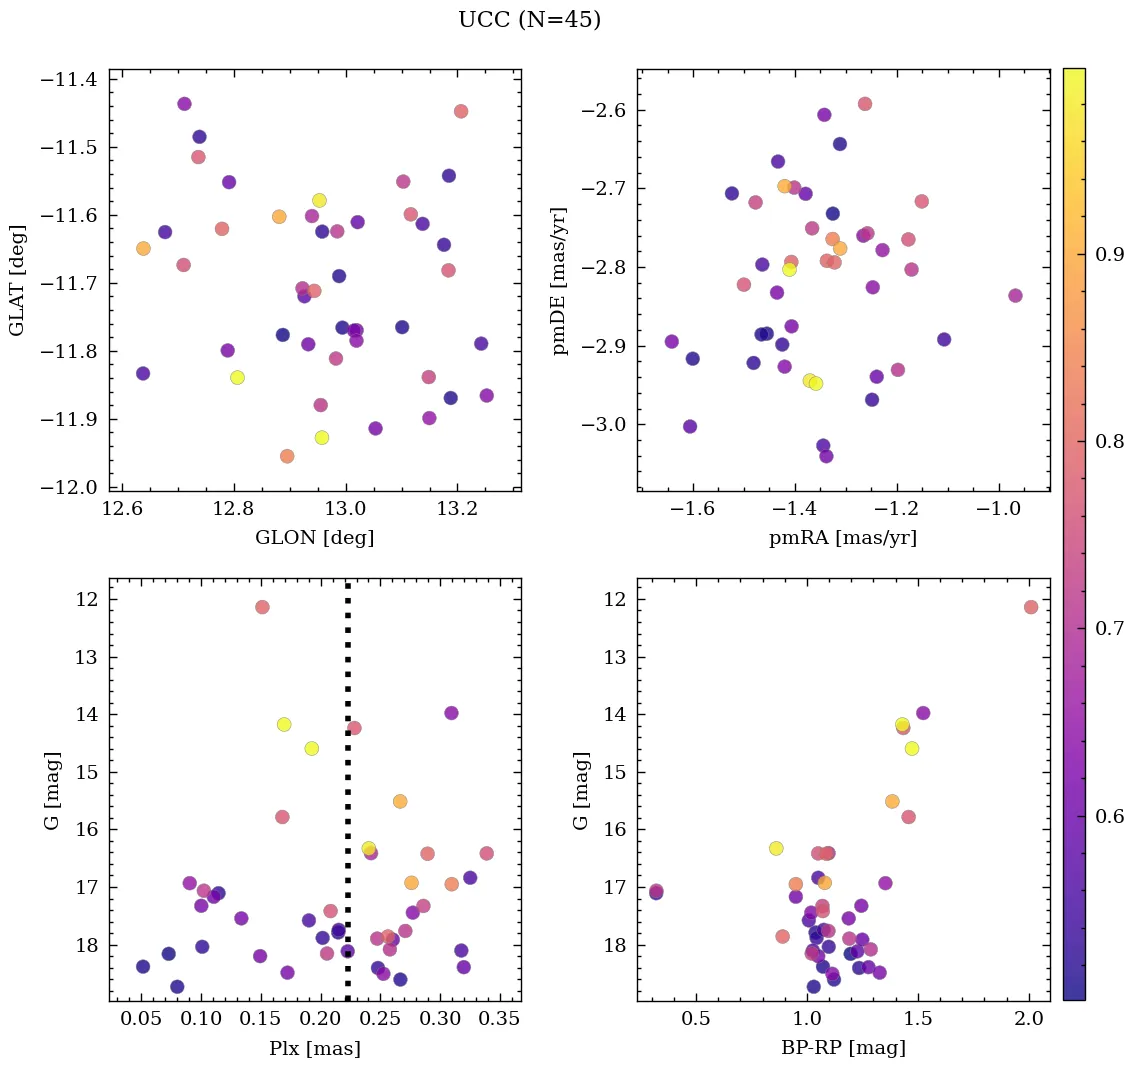 UCC (N=45)
−11.4
−11.5
−11.6
−11.7
−11.8
−11.9
−12.0
GLAT [deg]
12.6 12.8 13.0 13.2
GLON [deg]
−2.6
−2.7
−2.8
−2.9
−3.0
pmDE [mas/yr]
−1.6 −1.4 −1.2 −1.0
pmRA [mas/yr]
12
13
14
15
16
17
18
G [mag]
0.05 0.10 0.15 0.20 0.25 0.30 0.35
Plx [mas]
12
13
14
15
16
17
18
G [mag]
0.5 1.0 1.5 2.0
BP-RP [mag]
0.9
0.8
0.7
0.6